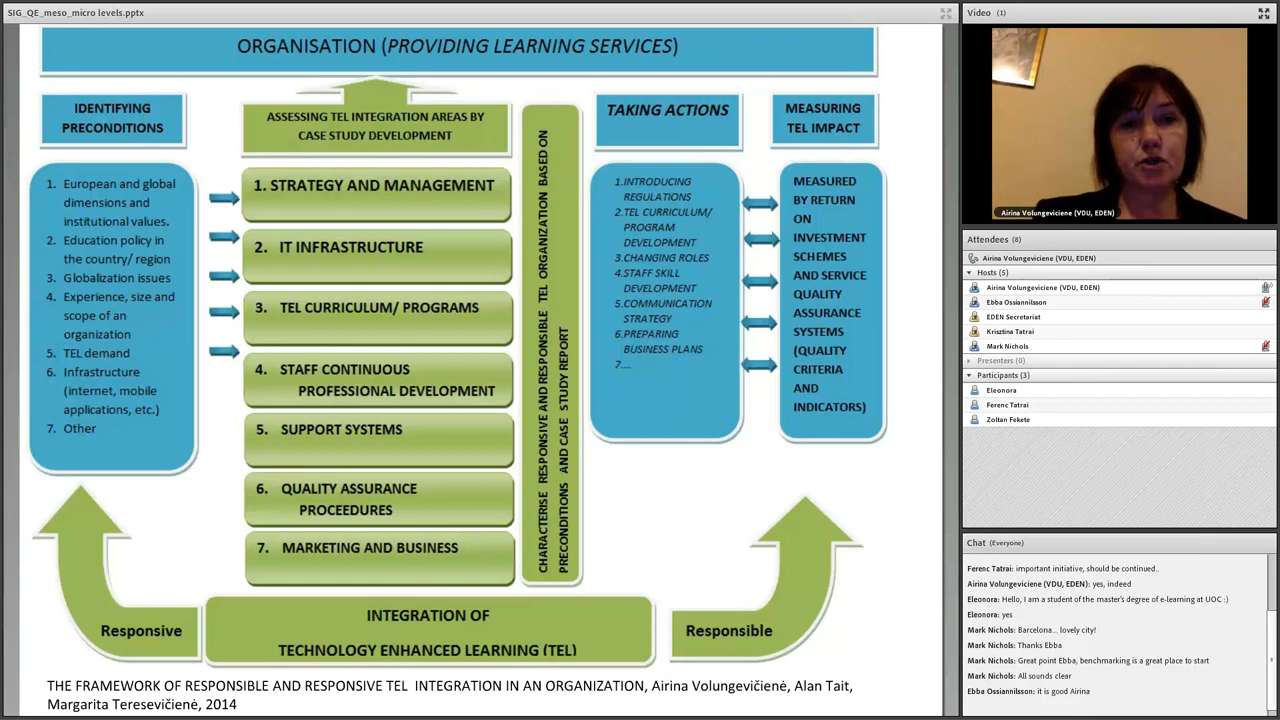 SIG_QE_meso_micro levels.pptx
ORGANISATION (PROVIDING LEARNING SERVICES)
IDENTIFYING
PRECONDITIONS
1. European and global
dimensions and
institutional values.
2. Education policy in
the country/ region
3. Globalization issues
4. Experience, size and
scope of an
organization
5. TEL demand
6. Infrastructure
(internet, mobile
applications, etc.)
7. Other
ASSESSING TEL INTEGRATION AREAS BY
CASE STUDY DEVELOPMENT
1. STRATEGY AND MANAGEMENT
2. IT INFRASTRUCTURE
3. TEL CURRICULUM/ PROGRAMS
4. STAFF CONTINUOUS
PROFESSIONAL DEVELOPMENT
5. SUPPORT SYSTEMS
6. QUALITY ASSURANCE
PROCEEDURES
7. MARKETING AND BUSINESS
CHARACTERISE RESPONSIVE AND RESPONSIBLE TEL ORGANIZATION BASED ON
PRECONDITIONS AND CASE STUDY REPORT
TAKING ACTIONS
1.INTRODUCING
REGULATIONS
2.TEL CURRICULUM/
PROGRAM
DEVELOPMENT
3.CHANGING ROLES
4.STAFF SKILL
DEVELOPMENT
5.COMMUNICATION
STRATEGY
6.PREPARING
BUSINESS PLANS
7....
MEASURING
TEL IMPACT
MEASURED
BY RETURN
ON
INVESTMENT
SCHEMES
AND SERVICE
QUALITY
ASSURANCE
SYSTEMS
(QUALITY
CRITERIA
AND
INDICATORS)
Responsive
INTEGRATION OF
TECHNOLOGY ENHANCED LEARNING (TEL)
Responsible
THE FRAMEWORK OF RESPONSIBLE AND RESPONSIVE TEL INTEGRATION IN AN ORGANIZATION, Airina Volungevičienė, Alan Tait,
Margarita Teresevičienė, 2014
Video (1)
Airina Volungeviciene (VDU, EDEN)
Attendees (8)
Airina Volungeviciene (VDU, EDEN)
Hosts (5)
Airina Volungeviciene (VDU, EDEN)
Ebba Ossiannilsson
EDEN Secretariat
Krisztina Tatrai
Mark Nichols
Presenters (0)
Participants (3)
Eleonora
Ferenc Tatrai
Zoltan Fekete
Chat (Everyone)
Ferenc Tatrai: important initiative, should be continued..
Airina Volungeviciene (VDU, EDEN): yes, indeed
Eleonora: Hello, I am a student of the master's degree of e-learning at UOC :)
Eleonora: yes
Mark Nichols: Barcelona... lovely city!
Mark Nichols: Thanks Ebba
Mark Nichols: Great point Ebba, benchmarking is a great place to start
Mark Nichols: All sounds clear
Ebba Ossiannilsson: it is good Airina